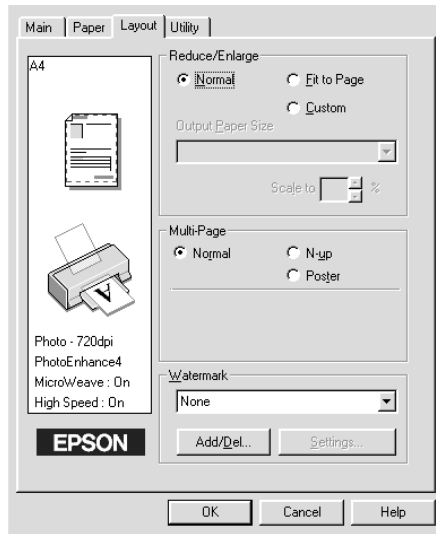 Main Paper Layout Utility
A4
Photo - 720dpi
PhotoEnhance4
MicroWeave : On
High Speed : On
EPSON
Reduce/Enlarge
Normal Fit to Page
Custom
Output Paper Size
Scale to %
Multi-Page
Normal N-up
Poster
Watermark
None
Add/Del... Settings...
OK Cancel Help